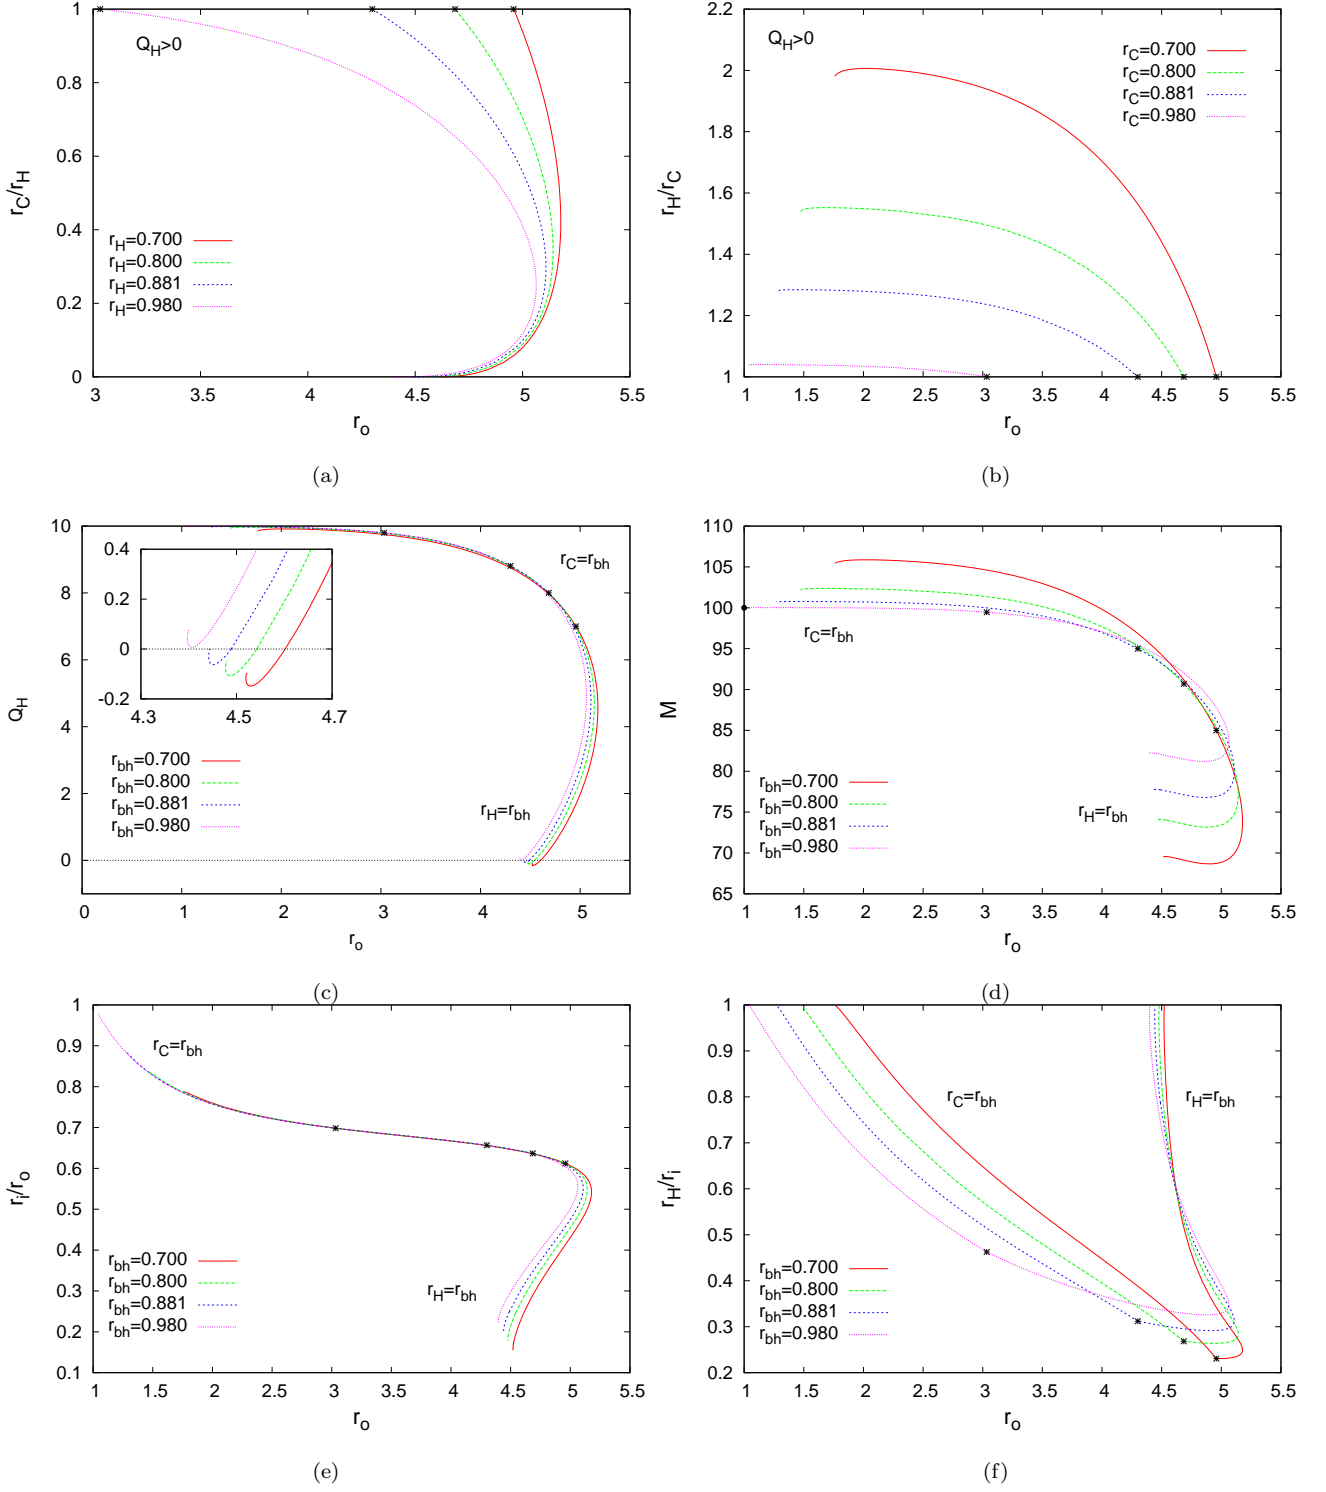 1
0.8
0.6
0.4
0.2
0
3
3.5
4
4.5
5
5.5
r_C/r_H
r_o
Q_H>0
r_H=0.700
r_H=0.800
r_H=0.881
r_H=0.980
(a)
2.2
2
1.8
1.6
1.4
1.2
1
1
1.5
2
2.5
3
3.5
4
4.5
5
5.5
r_H/r_C
r_o
Q_H>0
r_C=0.700
r_C=0.800
r_C=0.881
r_C=0.980
(b)
10
8
6
4
2
0
0
1
2
3
4
5
Q_H
r_o
0.4
0.2
0
-0.2
4.3
4.5
4.7
r_C=r_bh
r_bh=0.700
r_bh=0.800
r_bh=0.881
r_bh=0.980
r_H=r_bh
(c)
110
105
100
95
90
85
80
75
70
65
1
1.5
2
2.5
3
3.5
4
4.5
5
5.5
M
r_o
r_C=r_bh
r_bh=0.700
r_bh=0.800
r_bh=0.881
r_bh=0.980
r_H=r_bh
(d)
1
0.9
0.8
0.7
0.6
0.5
0.4
0.3
0.2
0.1
1
1.5
2
2.5
3
3.5
4
4.5
5
5.5
r_i/r_o
r_o
r_C=r_bh
r_bh=0.700
r_bh=0.800
r_bh=0.881
r_bh=0.980
r_H=r_bh
(e)
1
0.9
0.8
0.7
0.6
0.5
0.4
0.3
0.2
1
1.5
2
2.5
3
3.5
4
4.5
5
5.5
r_H/r_i
r_o
r_C=r_bh
r_H=r_bh
r_bh=0.700
r_bh=0.800
r_bh=0.881
r_bh=0.980
(f)